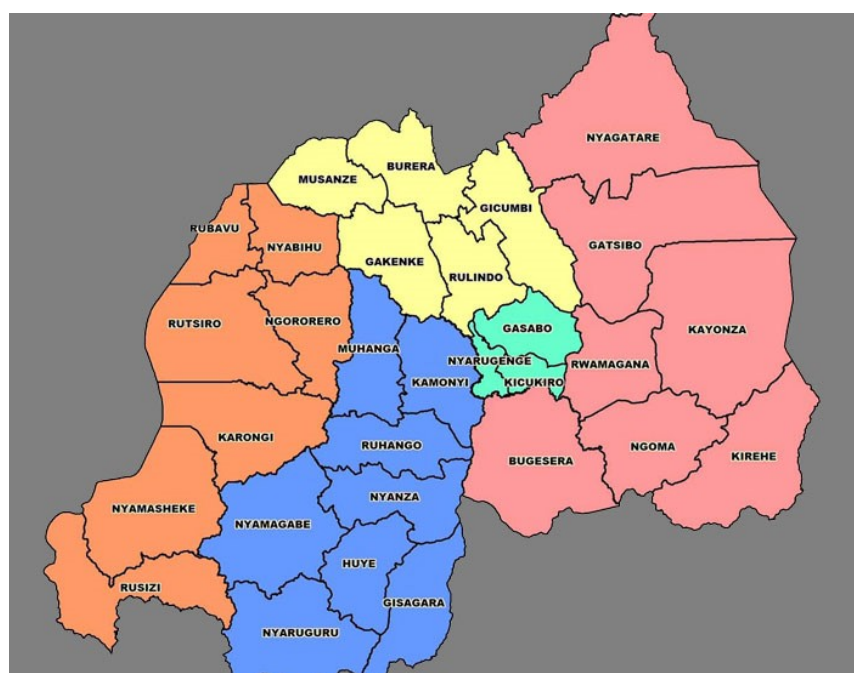 NYAGATARE
BURERA
MUSANZE
GICUMBI
RUBAVU
NYABIHU
GATSIBO
GAKENKE
RULINDO
RUTSIRO
NGORORERO
GASABO
KAYONZA
MUHANGA
NYARUGENGE
RWAMAGANA
KAMONYI
KICUKIRO
KARONGI
RUHANGO
BUGESERA
NGOMA
KIREHE
NYAMASHEKE
NYAMAGABE
NYANZA
HUYE
RUSIZI
GISAGARA
NYARUGURU